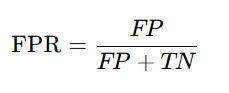 FPR = FP / (FP + TN)